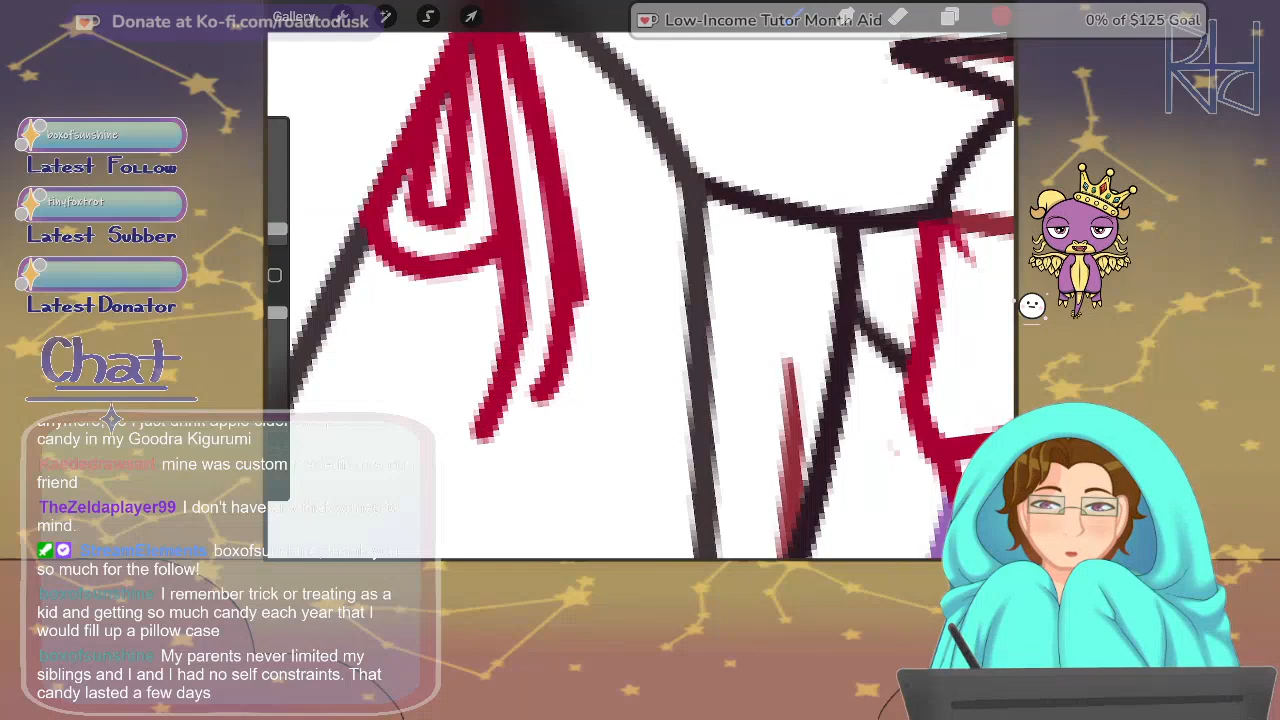 Donate at Ko-fi.com/roadtodusk
Gallery
Low-Income Tutor Month Aid
0% of $125 Goal
boxofsunshine
Latest Follow
tinyfoxtrot
Latest Subber
Latest Donator
Chat
candy in my Goodra Kigurumi
mine was custom
friend
TheZeldaplayer99 I don't have
mind.
StreamElements
so much for the follow!
boxofsunshine I remember trick or treating as a
kid and getting so much candy each year that I
would fill up a pillow case
boxofsunshine My parents never limited my
siblings and I and I had no self constraints. That
candy lasted a few days